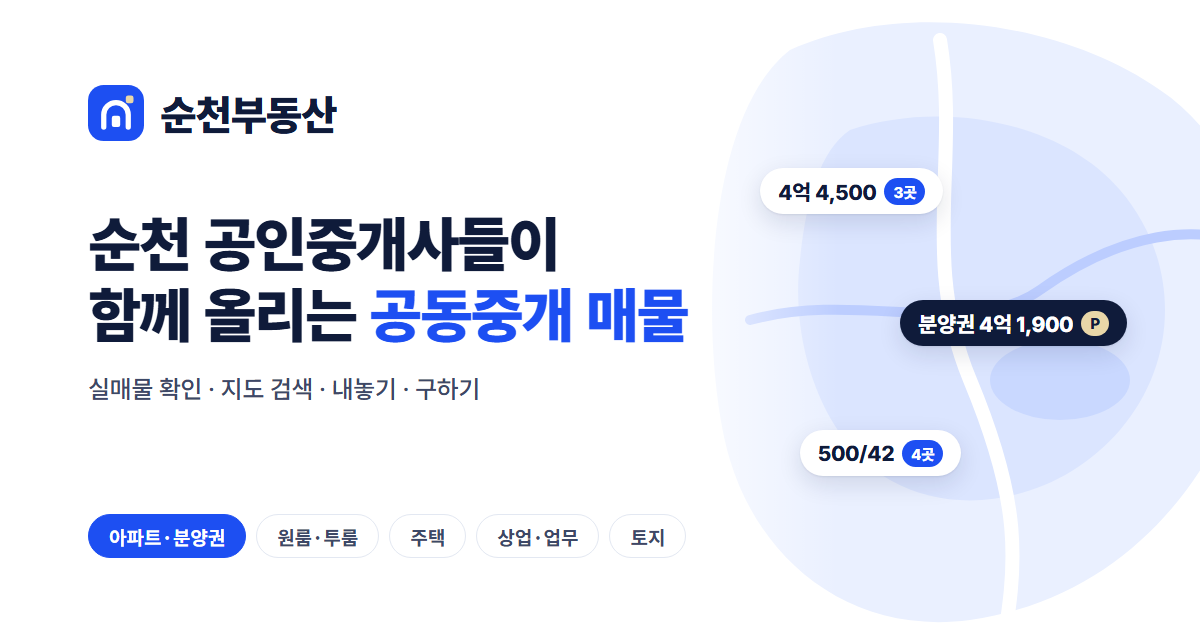 순천부동산
순천 공인중개사들이
함께 올리는 공동중개 매물
실매물 확인 · 지도 검색 · 내놓기 · 구하기
아파트·분양권
원룸·투룸
주택
상업·업무
토지
4억 4,500 3곳
분양권 4억 1,900 P
500/42 4곳